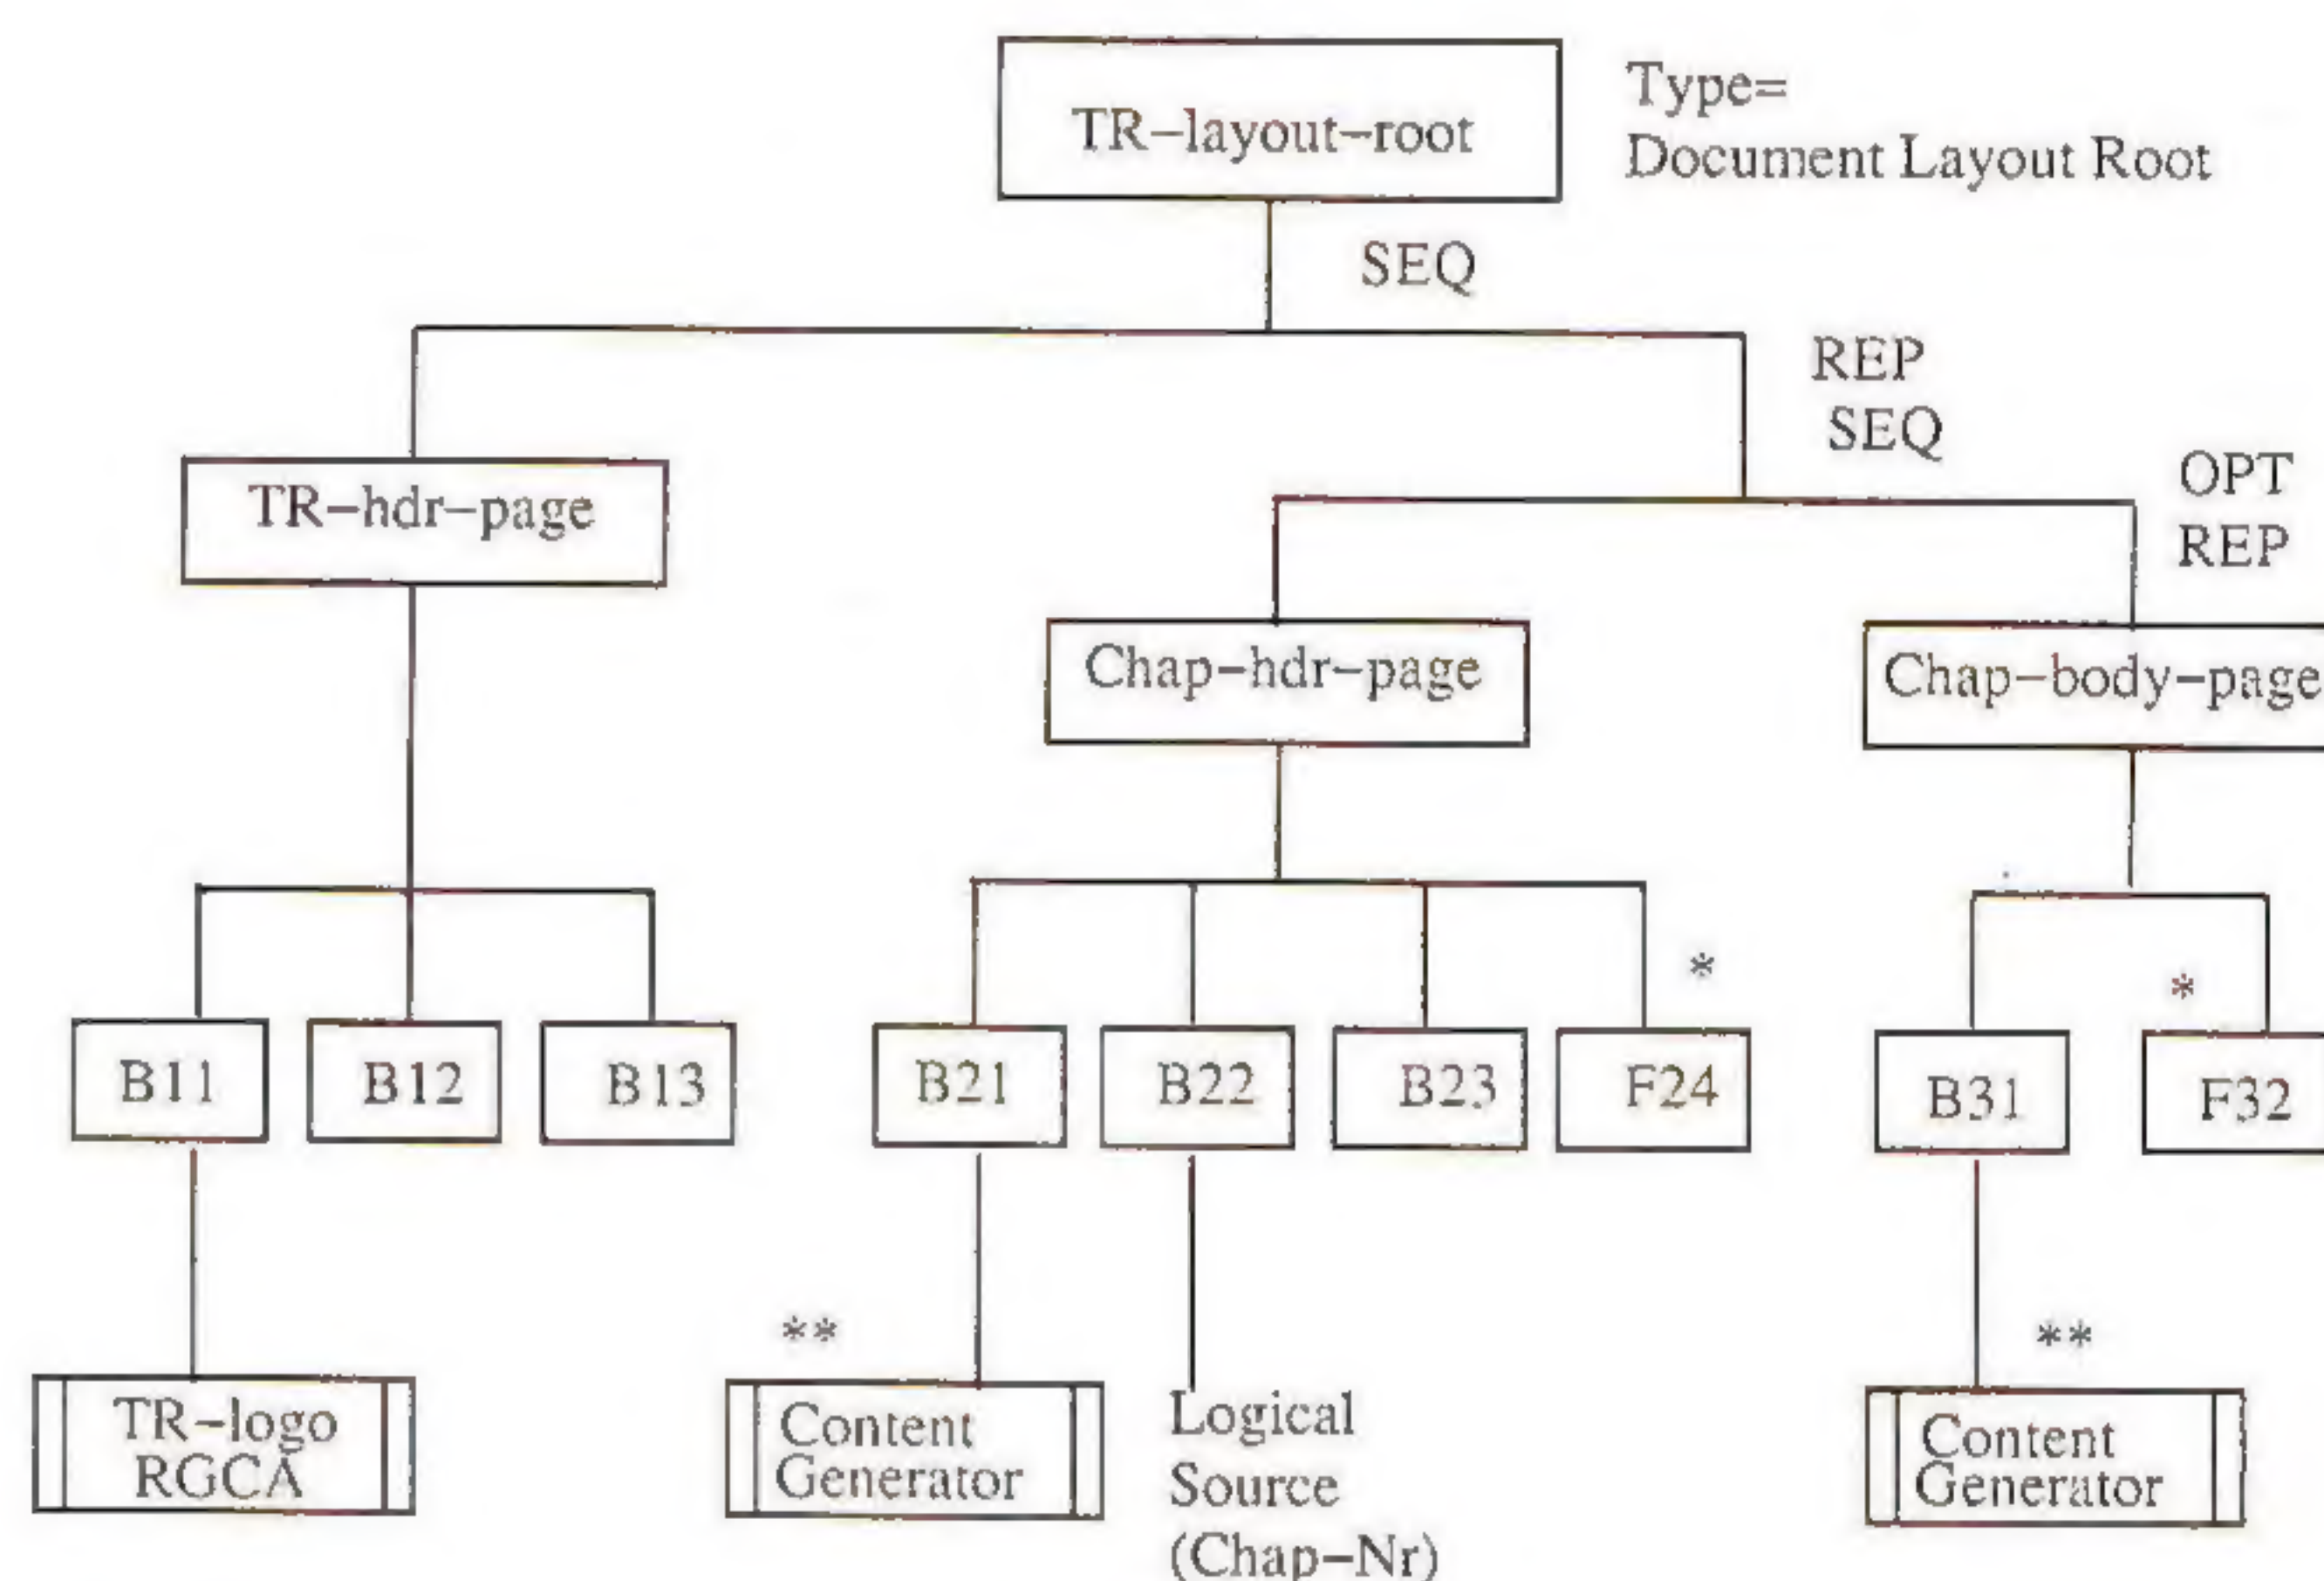 TR–layout–root
Type=
Document Layout Root
SEQ
REP
SEQ
OPT
REP
TR–hdr–page
Chap–hdr–page
Chap–body–page
*
*
B11
B12
B13
B21
B22
B23
F24
B31
F32
**
**
TR–logo
RGCA
Content
Generator
Logical
Source
(Chap–Nr)
Content
Generator